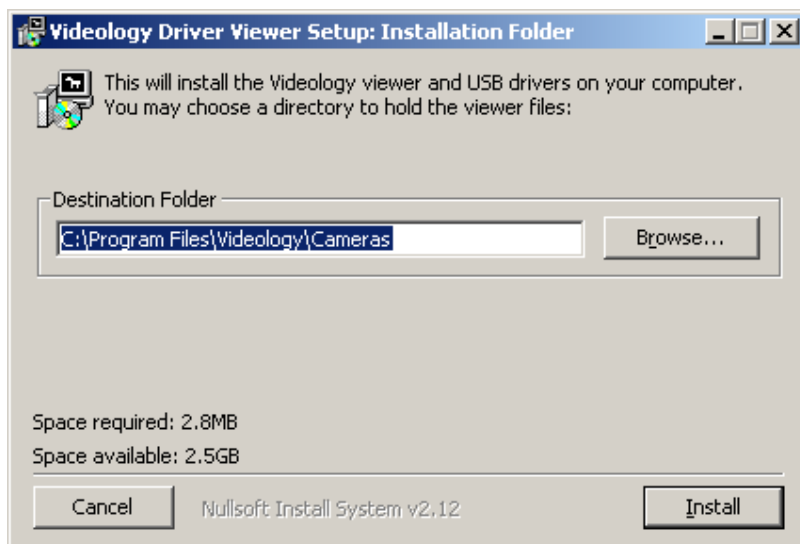 Videology Driver Viewer Setup: Installation Folder
This will install the Videology viewer and USB drivers on your computer.
You may choose a directory to hold the viewer files:
Destination Folder
C:\Program Files\Videology\Cameras
Browse...
Space required: 2.8MB
Space available: 2.5GB
Cancel
Nullsoft Install System v2.12
Install